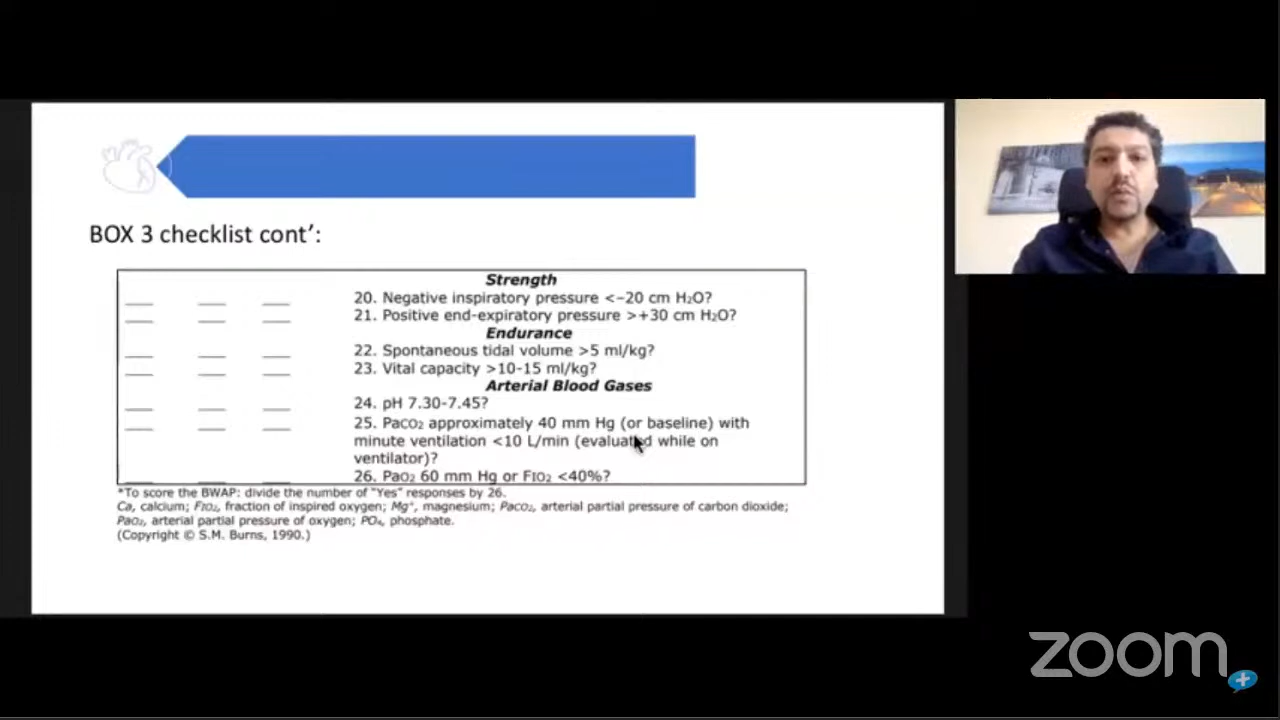 BOX 3 checklist cont’:
Strength
20. Negative inspiratory pressure <–20 cm H₂O?
21. Positive end-expiratory pressure >+30 cm H₂O?
Endurance
22. Spontaneous tidal volume >5 ml/kg?
23. Vital capacity >10-15 ml/kg?
Arterial Blood Gases
24. pH 7.30-7.45?
25. PaCO₂ approximately 40 mm Hg (or baseline) with
minute ventilation <10 L/min (evaluated while on
ventilator)?
26. PaO₂ 60 mm Hg or FIO₂ <40%?
*To score the BWAP: divide the number of "Yes" responses by 26.
Ca, calcium; FIO₂, fraction of inspired oxygen; Mg⁺, magnesium; PaCO₂, arterial partial pressure of carbon dioxide;
PaO₂, arterial partial pressure of oxygen; PO₄, phosphate.
(Copyright © S.M. Burns, 1990.)
zoom